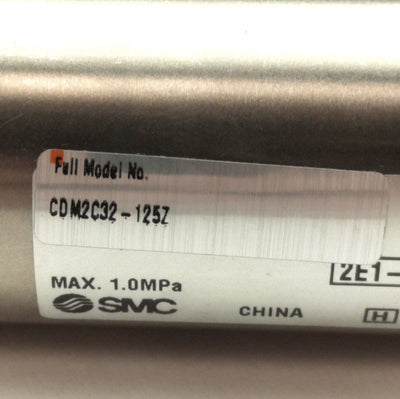 Full Model No.
CDM2C32-125Z
2E1-
MAX. 1.0MPa
SMC CHINA H